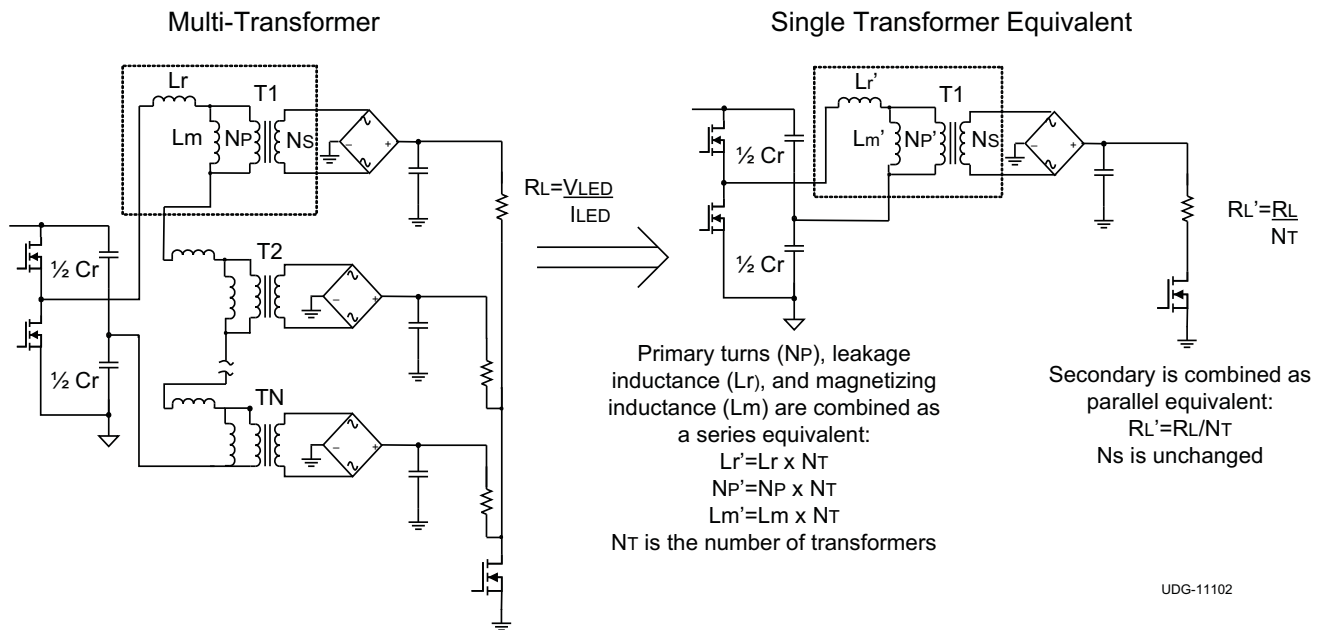 Multi-Transformer
Lr
T1
Lm
NP
NS
- +
RL=VLED
ILED
½ Cr
½ Cr
T2
- +
TN
- +
Single Transformer Equivalent
Lr’
T1
Lm’
NP’
NS
- +
½ Cr
½ Cr
RL’=RL
NT
Primary turns (NP), leakage
inductance (Lr), and magnetizing
inductance (Lm) are combined as
a series equivalent:
Lr’=Lr x NT
NP’=NP x NT
Lm’=Lm x NT
NT is the number of transformers
Secondary is combined as
parallel equivalent:
RL’=RL/NT
Ns is unchanged
UDG-11102